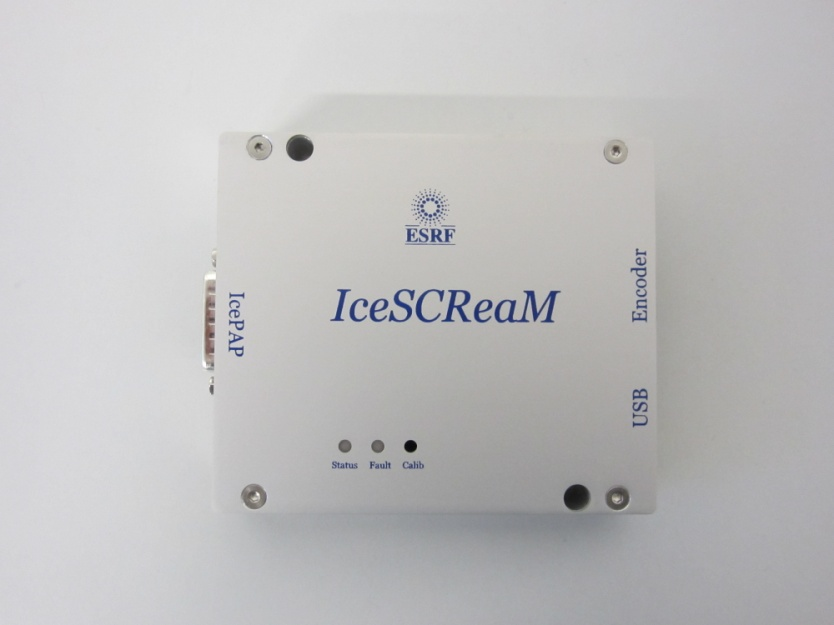 ESRF
IceSCReaM
IcePAP
Encoder
USB
Status Fault Calib